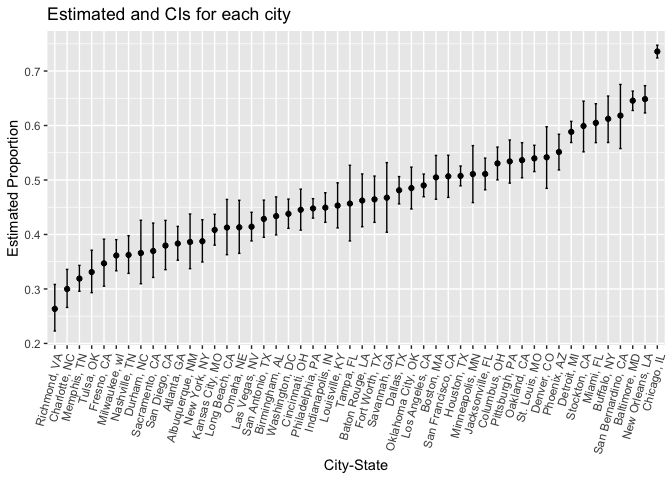 Estimated and CIs for each city
0.7
0.6
0.5
0.4
0.3
0.2
Estimated Proportion
Richmond, VA
Charlotte, NC
Memphis, TN
Tulsa, OK
Fresno, CA
Milwaukee, wI
Nashville, TN
Durham, NC
Sacramento, CA
San Diego, CA
Atlanta, GA
Albuquerque, NM
New York, NY
Kansas City, MO
Long Beach, CA
Omaha, NE
Las Vegas, NV
San Antonio, TX
Birmingham, AL
Washington, DC
Cincinnati, OH
Philadelphia, PA
Indianapolis, IN
Louisville, KY
Tampa, FL
Baton Rouge, LA
Fort Worth, TX
Savannah, GA
Dallas, TX
Oklahoma City, OK
Los Angeles, CA
Boston, MA
San Francisco, CA
Houston, TX
Minneapolis, MN
Jacksonville, FL
Columbus, OH
Pittsburgh, PA
Oakland, CA
St. Louis, MO
Denver, CO
Phoenix, AZ
Detroit, MI
Stockton, CA
Miami, FL
Buffalo, NY
San Bernardino, CA
Baltimore, MD
New Orleans, LA
Chicago, IL
City-State